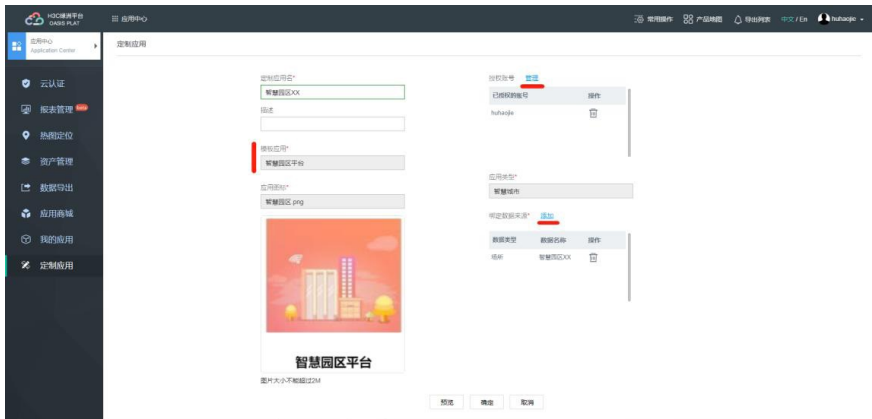 H3C绿洲平台
OASIS PLAT
应用中心
常用操作
产品地图
导出列表
中文 / En
huhaojie
应用中心
Application Center
定制应用
云认证
报表管理
热图定位
资产管理
数据导出
应用商城
我的应用
定制应用
定制应用名*
智慧园区XX
描述
模板应用*
智慧园区平台
应用图标*
智慧园区.png
智慧园区平台
图片大小不能超过2M
授权账号 管理
已授权的账号 操作
huhaojie
应用类型*
智慧城市
绑定数据来源* 添加
数据类型 数据名称 操作
场所 智慧园区XX
预览 确定 取消